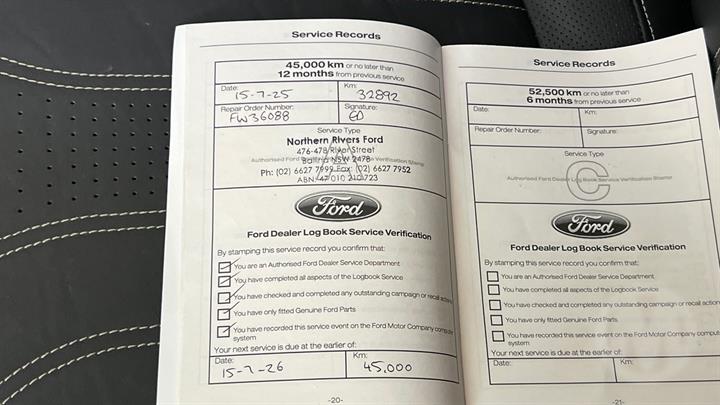 Service Records
45,000 km or no later than
12 months from previous service
Date: Km:
15-7-25 32892
Repair Order Number: Signature:
FW36088
Service Type
Northern Rivers Ford
476-478 River Street
Ballina NSW 2478
Authorised Ford Verification Stamp
Ph: (02) 6627 7999 Fax: (02) 6627 7952
ABN: 47 010 210 723
Ford
Ford Dealer Log Book Service Verification
By stamping this service record you confirm that:
You are an Authorised Ford Dealer Service Department
You have completed all aspects of the Logbook Service
You have checked and completed any outstanding campaign or recall action
You have only fitted Genuine Ford Parts
You have recorded this service event on the Ford Motor Company
system
Your next service is due at the earlier of:
Date: Km:
15-7-26 45,000
-20-
Service Records
52,500 km or no later than
6 months from previous service
Date: Km:
Repair Order Number: Signature:
Service Type
C
Authorised Ford Dealer Log Book Service Verification Stamp
Ford
Ford Dealer Log Book Service Verification
By stamping this service record you confirm that:
You are an Authorised Ford Dealer Service Department
You have completed all aspects of the Logbook Service
You have checked and completed any outstanding campaign or recall action
You have only fitted Genuine Ford Parts
You have recorded this service event on the Ford Motor Company
system
Your next service is due at the earlier of:
Date: Km:
-21-